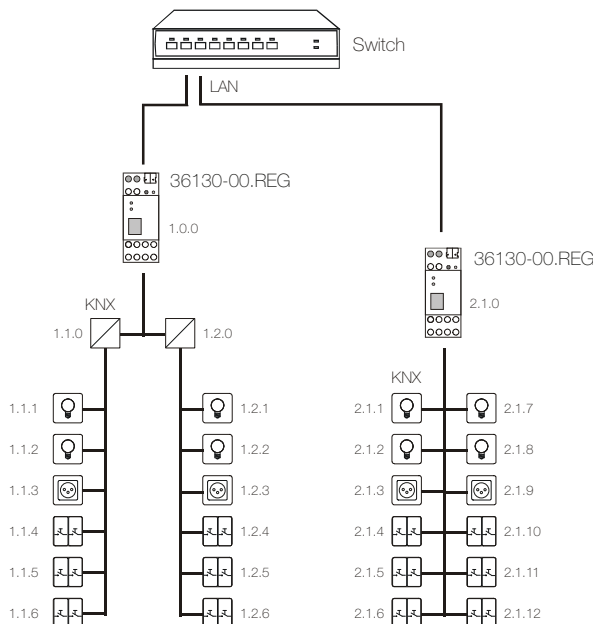 Switch
LAN
36130-00.REG
1.0.0
36130-00.REG
2.1.0
KNX
1.1.0
1.2.0
KNX
1.1.1 1.2.1 2.1.1 2.1.7
1.1.2 1.2.2 2.1.2 2.1.8
1.1.3 1.2.3 2.1.3 2.1.9
1.1.4 1.2.4 2.1.4 2.1.10
1.1.5 1.2.5 2.1.5 2.1.11
1.1.6 1.2.6 2.1.6 2.1.12